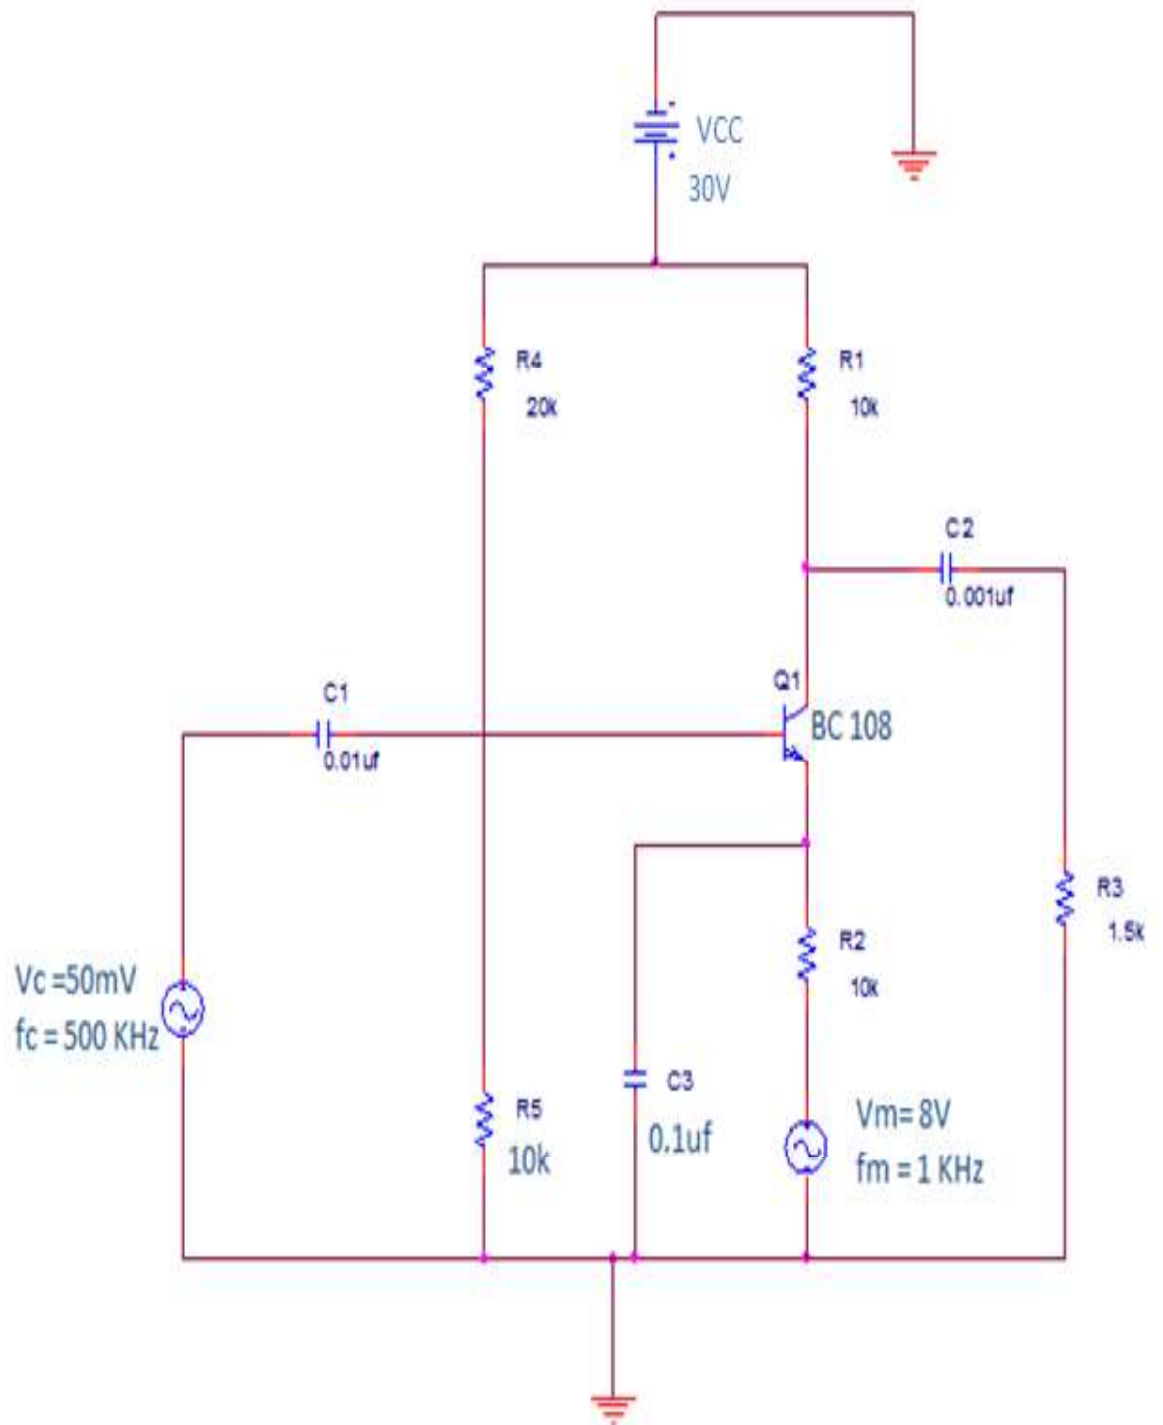 VCC
30V
R4
20k
R1
10k
C2
0.001uf
C1
0.01uf
Q1
BC 108
R3
1.5k
R2
10k
Vc =50mV
fc = 500 KHz
C3
0.1uf
R5
10k
Vm= 8V
fm = 1 KHz